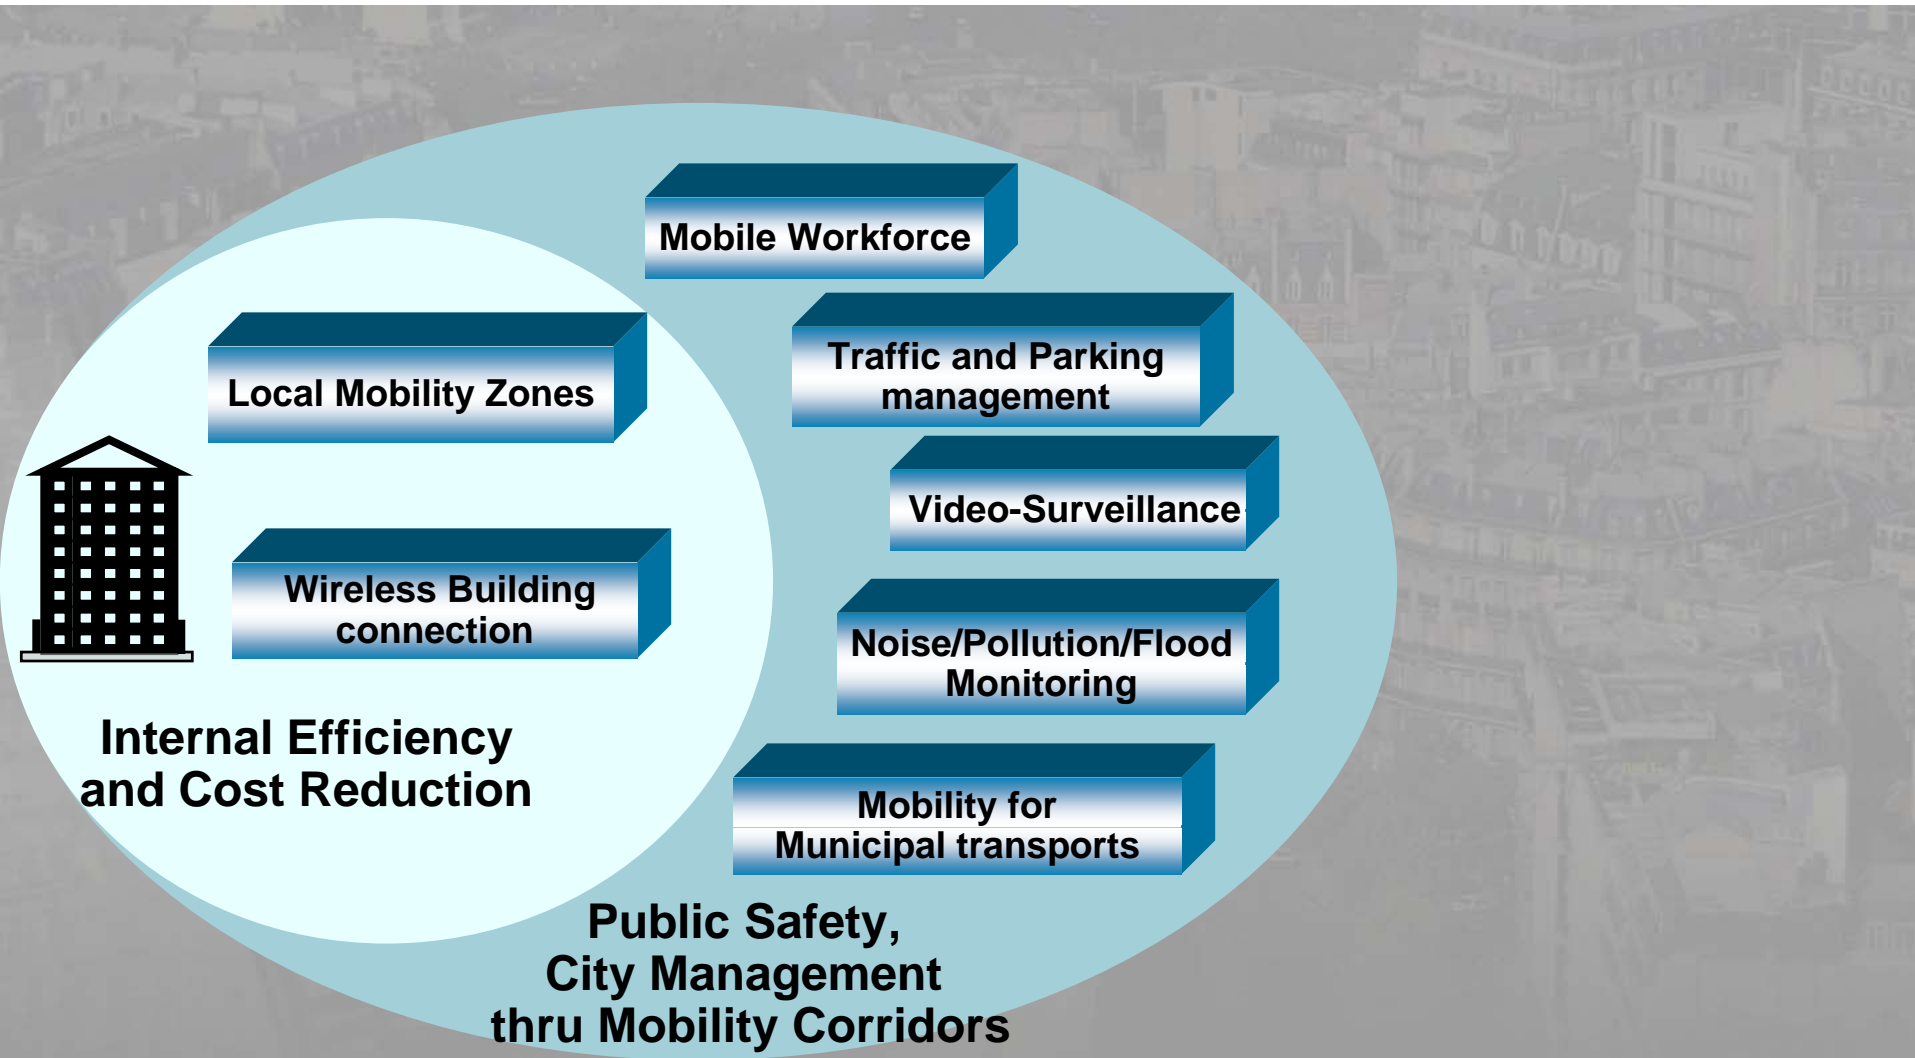 Mobile Workforce
Traffic and Parking
management
Local Mobility Zones
Video-Surveillance
Wireless Building
connection
Noise/Pollution/Flood
Monitoring
Internal Efficiency
and Cost Reduction
Mobility for
Municipal transports
Public Safety,
City Management
thru Mobility Corridors